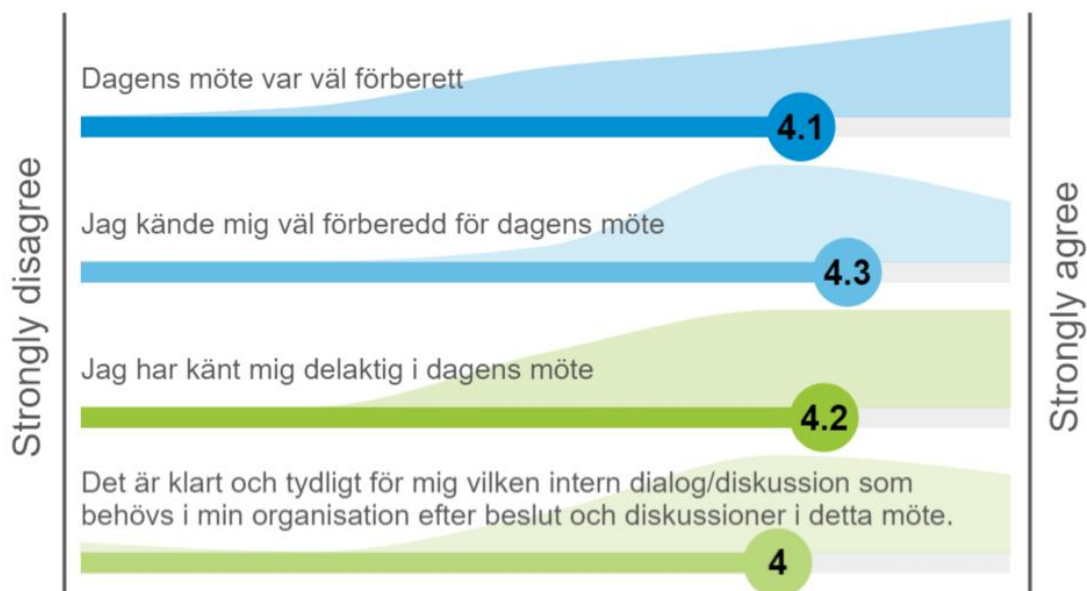 Strongly disagree
Dagens möte var väl förberett
4.1
Jag kände mig väl förberedd för dagens möte
4.3
Jag har känt mig delaktig i dagens möte
4.2
Det är klart och tydligt för mig vilken intern dialog/diskussion som
behövs i min organisation efter beslut och diskussioner i detta möte.
4
Strongly agree